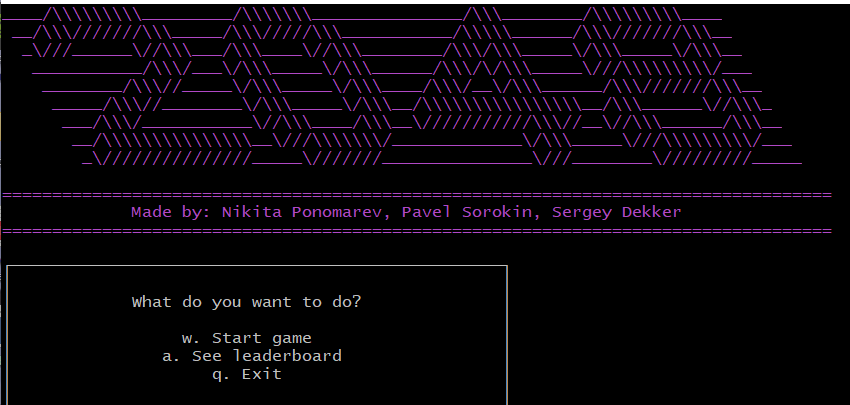 2048
Made by: Nikita Ponomarev, Pavel Sorokin, Sergey Dekker
What do you want to do?
w. Start game
a. See leaderboard
q. Exit